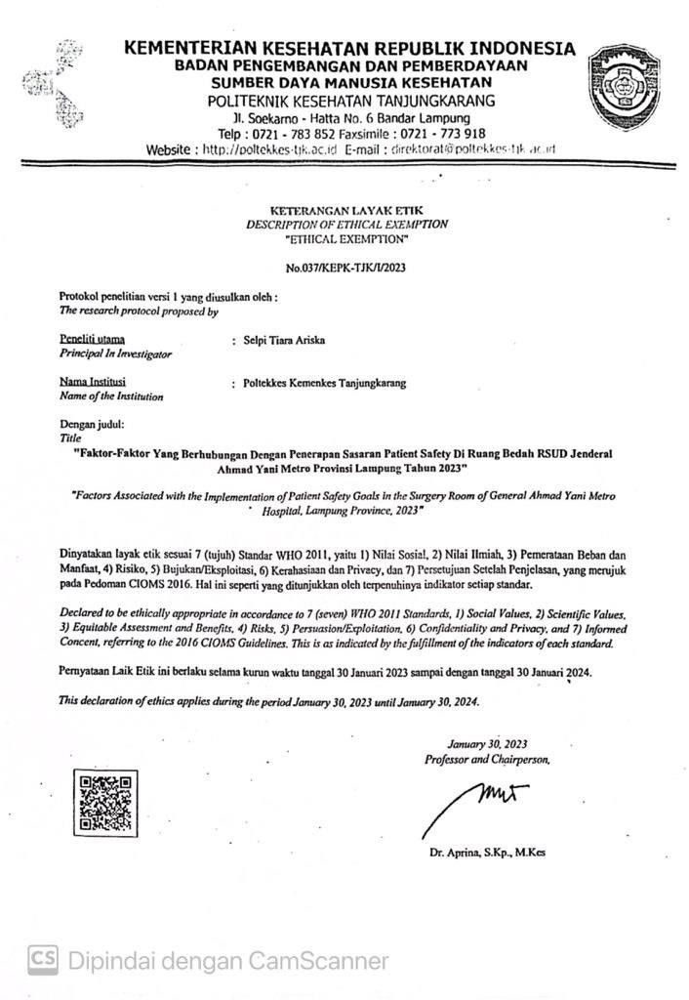 KEMENTERIAN KESEHATAN REPUBLIK INDONESIA
BADAN PENGEMBANGAN DAN PEMBERDAYAAN
SUMBER DAYA MANUSIA KESEHATAN
POLITEKNIK KESEHATAN TANJUNGKARANG
Jl. Soekarno - Hatta No. 6 Bandar Lampung
Telp : 0721 - 783 852 Faxsimile : 0721 - 773 918
Website : http://poltekkes-tjk.ac.id E-mail : direktorat@poltekkes-tjk.ac.id
KETERANGAN LAYAK ETIK
DESCRIPTION OF ETHICAL EXEMPTION
"ETHICAL EXEMPTION"
No.037/KEPK-TJK/I/2023
Protokol penelitian versi 1 yang diusulkan oleh :
The research protocol proposed by
Peneliti utama : Selpi Tiara Ariska
Principal In Investigator
Nama Institusi : Poltekkes Kemenkes Tanjungkarang
Name of the Institution
Dengan judul:
Title
"Faktor-Faktor Yang Berhubungan Dengan Penerapan Sasaran Patient Safety Di Ruang Bedah RSUD Jenderal
Ahmad Yani Metro Provinsi Lampung Tahun 2023"
"Factors Associated with the Implementation of Patient Safety Goals in the Surgery Room of General Ahmad Yani Metro
Hospital, Lampung Province, 2023"
Dinyatakan layak etik sesuai 7 (tujuh) Standar WHO 2011, yaitu 1) Nilai Sosial, 2) Nilai Ilmiah, 3) Pemerataan Beban dan
Manfaat, 4) Risiko, 5) Bujukan/Eksploitasi, 6) Kerahasiaan dan Privacy, dan 7) Persetujuan Setelah Penjelasan, yang merujuk
pada Pedoman CIOMS 2016. Hal ini seperti yang ditunjukkan oleh terpenuhinya indikator setiap standar.
Declared to be ethically appropriate in accordance to 7 (seven) WHO 2011 Standards, 1) Social Values, 2) Scientific Values,
3) Equitable Assessment and Benefits, 4) Risks, 5) Persuasion/Exploitation, 6) Confidentiality and Privacy, and 7) Informed
Concent, referring to the 2016 CIOMS Guidelines. This is as indicated by the fulfillment of the indicators of each standard.
Pernyataan Laik Etik ini berlaku selama kurun waktu tanggal 30 Januari 2023 sampai dengan tanggal 30 Januari 2024.
This declaration of ethics applies during the period January 30, 2023 until January 30, 2024.
January 30, 2023
Professor and Chairperson,
Dr. Aprina, S.Kp., M.Kes
CS Dipindai dengan CamScanner